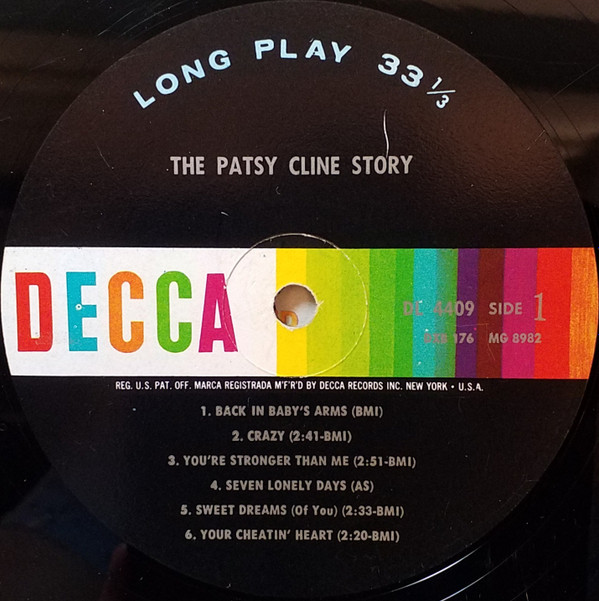 LONG PLAY 33 1/3
THE PATSY CLINE STORY
DECCA
DL 4409 SIDE 1
DXB 176 MG 8982
REG. U.S. PAT. OFF. MARCA REGISTRADA M'F'R'D BY DECCA RECORDS INC. NEW YORK • U.S.A.
1. BACK IN BABY'S ARMS (BMI)
2. CRAZY (2:41-BMI)
3. YOU'RE STRONGER THAN ME (2:51-BMI)
4. SEVEN LONELY DAYS (AS)
5. SWEET DREAMS (Of You) (2:33-BMI)
6. YOUR CHEATIN' HEART (2:20-BMI)